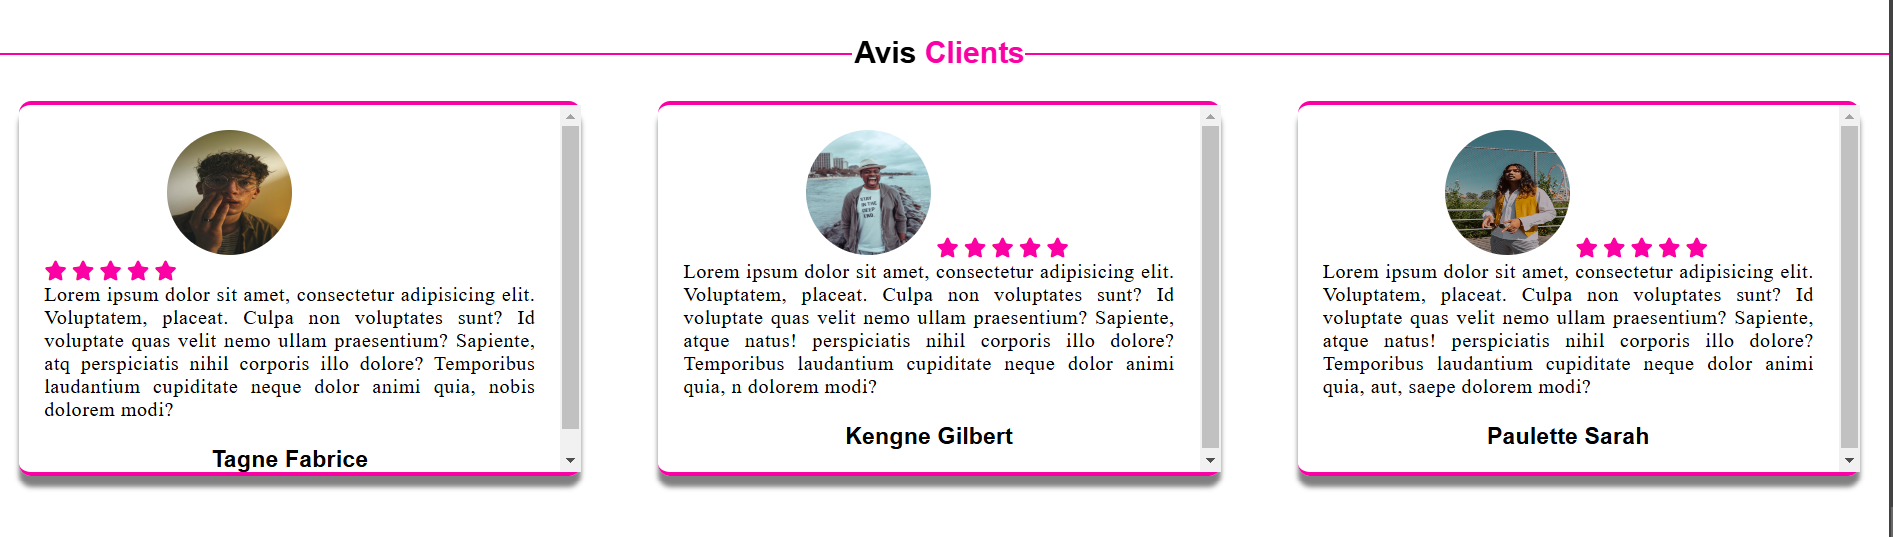 Avis Clients
Lorem ipsum dolor sit amet, consectetur adipisicing elit.
Voluptatem, placeat. Culpa non voluptates sunt? Id
voluptate quas velit nemo ullam praesentium? Sapiente,
atq perspiciatis nihil corporis illo dolore? Temporibus
laudantium cupiditate neque dolor animi quia, nobis
dolorem modi?
Tagne Fabrice
STAY
IN THE
DEEP
END.
Lorem ipsum dolor sit amet, consectetur adipisicing elit.
Voluptatem, placeat. Culpa non voluptates sunt? Id
voluptate quas velit nemo ullam praesentium? Sapiente,
atque natus! perspiciatis nihil corporis illo dolore?
Temporibus laudantium cupiditate neque dolor animi
quia, n dolorem modi?
Kengne Gilbert
Lorem ipsum dolor sit amet, consectetur adipisicing elit.
Voluptatem, placeat. Culpa non voluptates sunt? Id
voluptate quas velit nemo ullam praesentium? Sapiente,
atque natus! perspiciatis nihil corporis illo dolore?
Temporibus laudantium cupiditate neque dolor animi
quia, aut, saepe dolorem modi?
Paulette Sarah